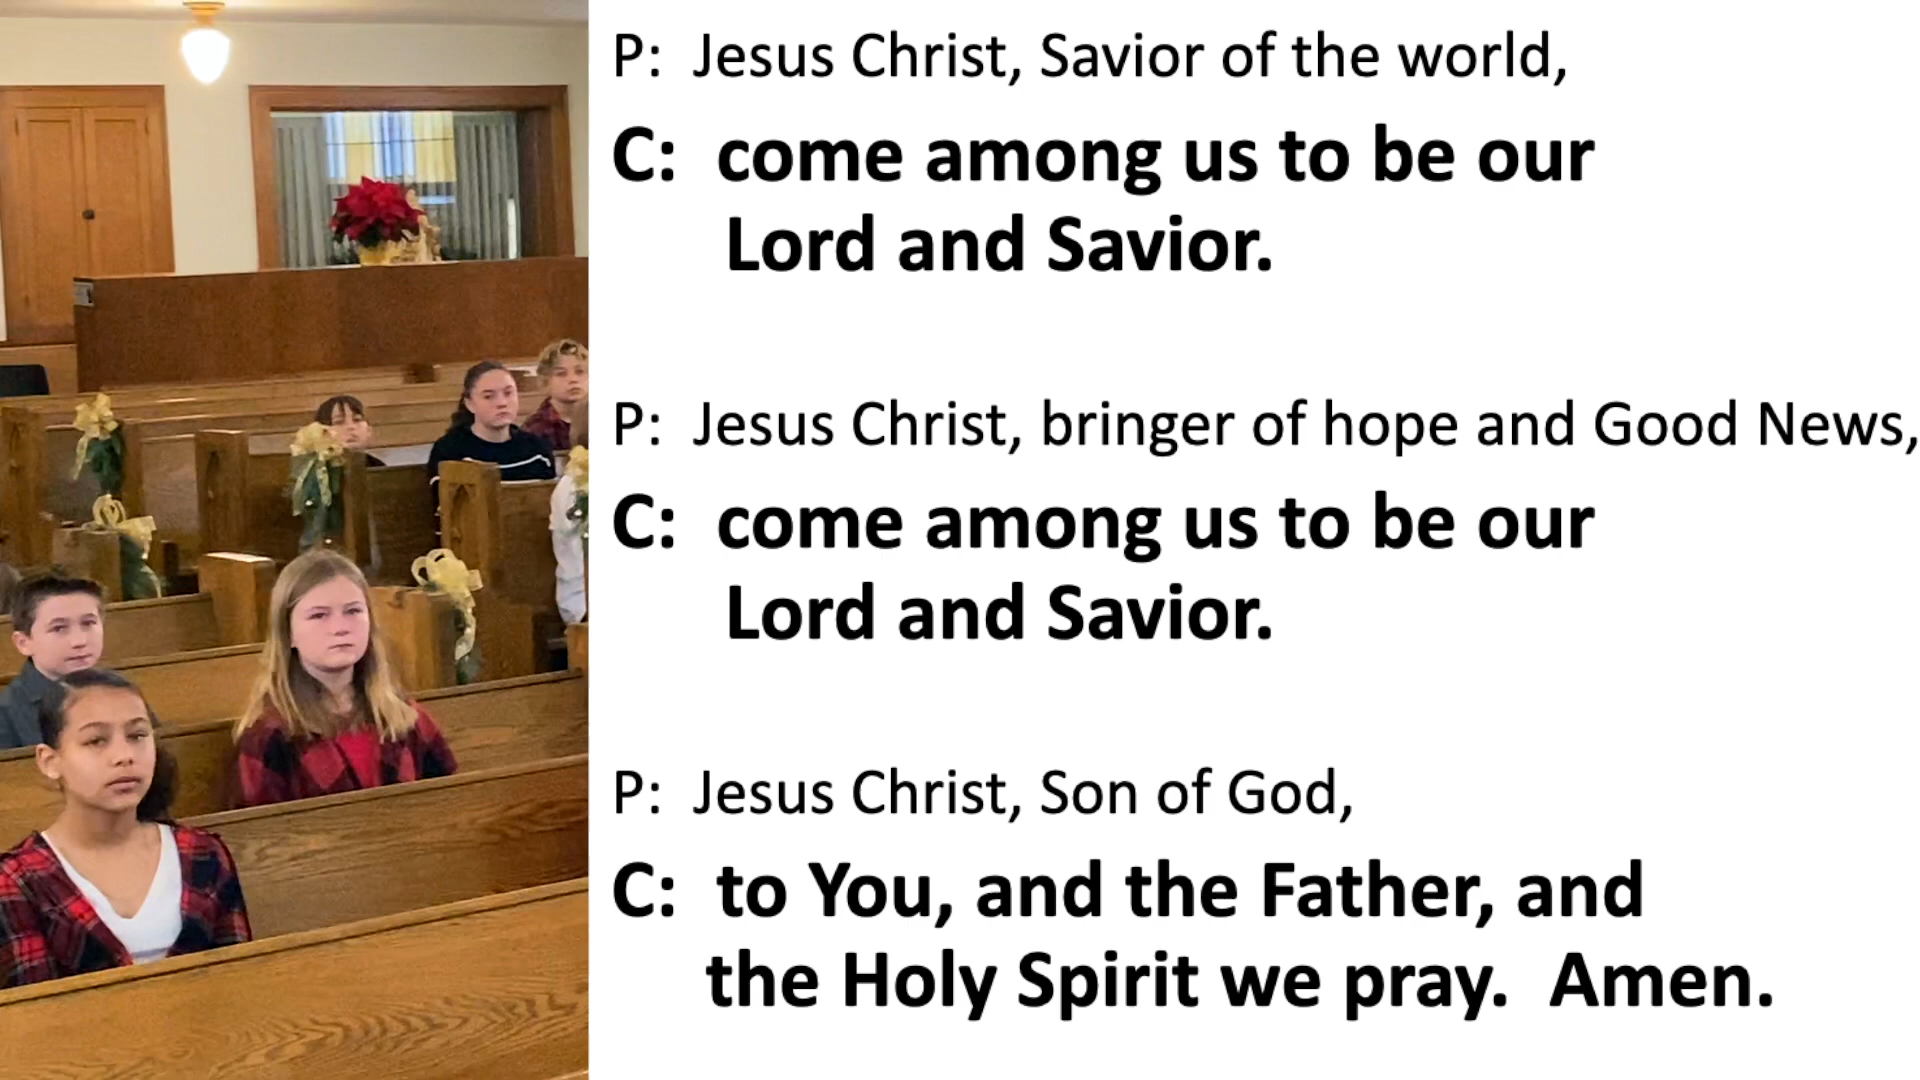 P: Jesus Christ, Savior of the world,
C: come among us to be our
Lord and Savior.
P: Jesus Christ, bringer of hope and Good News,
C: come among us to be our
Lord and Savior.
P: Jesus Christ, Son of God,
C: to You, and the Father, and
the Holy Spirit we pray. Amen.